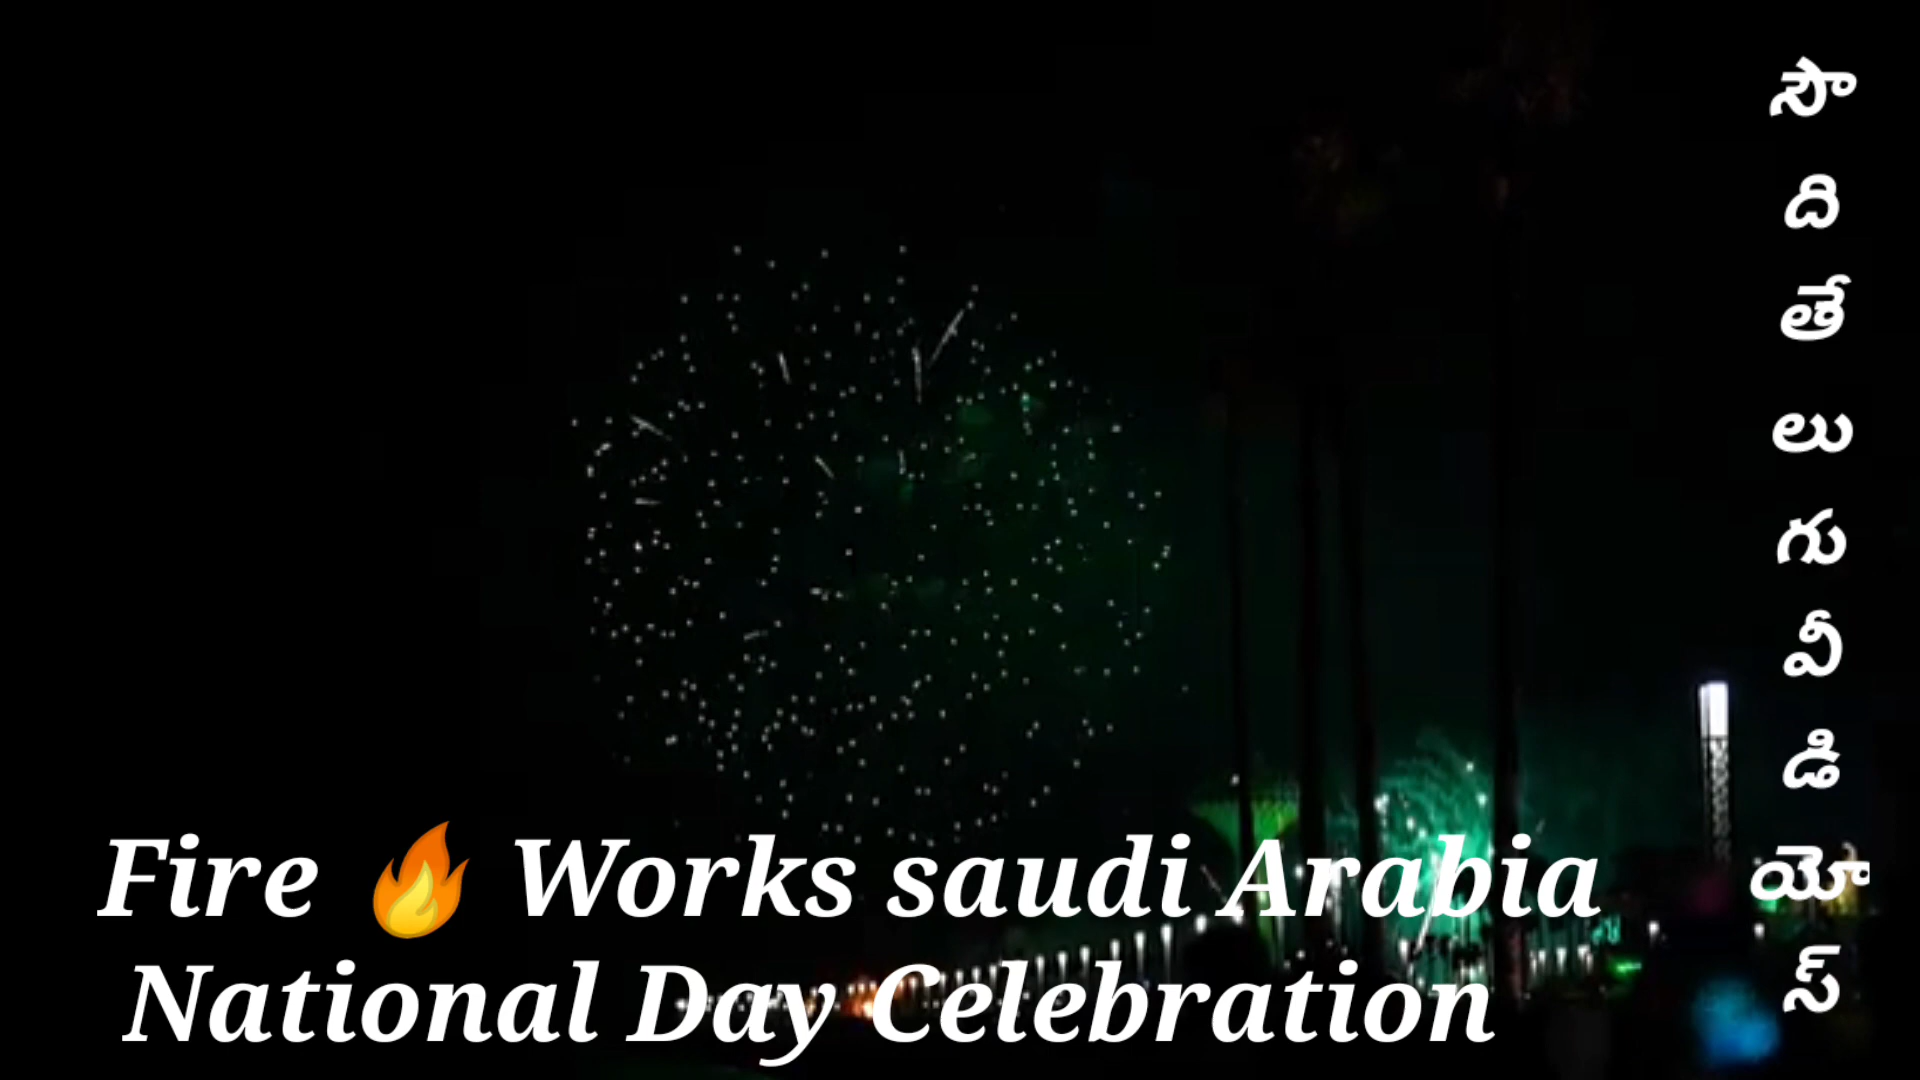 Fire 🔥 Works saudi Arabia
National Day Celebration
సౌ
ది
తే
లు
గు
వీ
డి
యో
స్